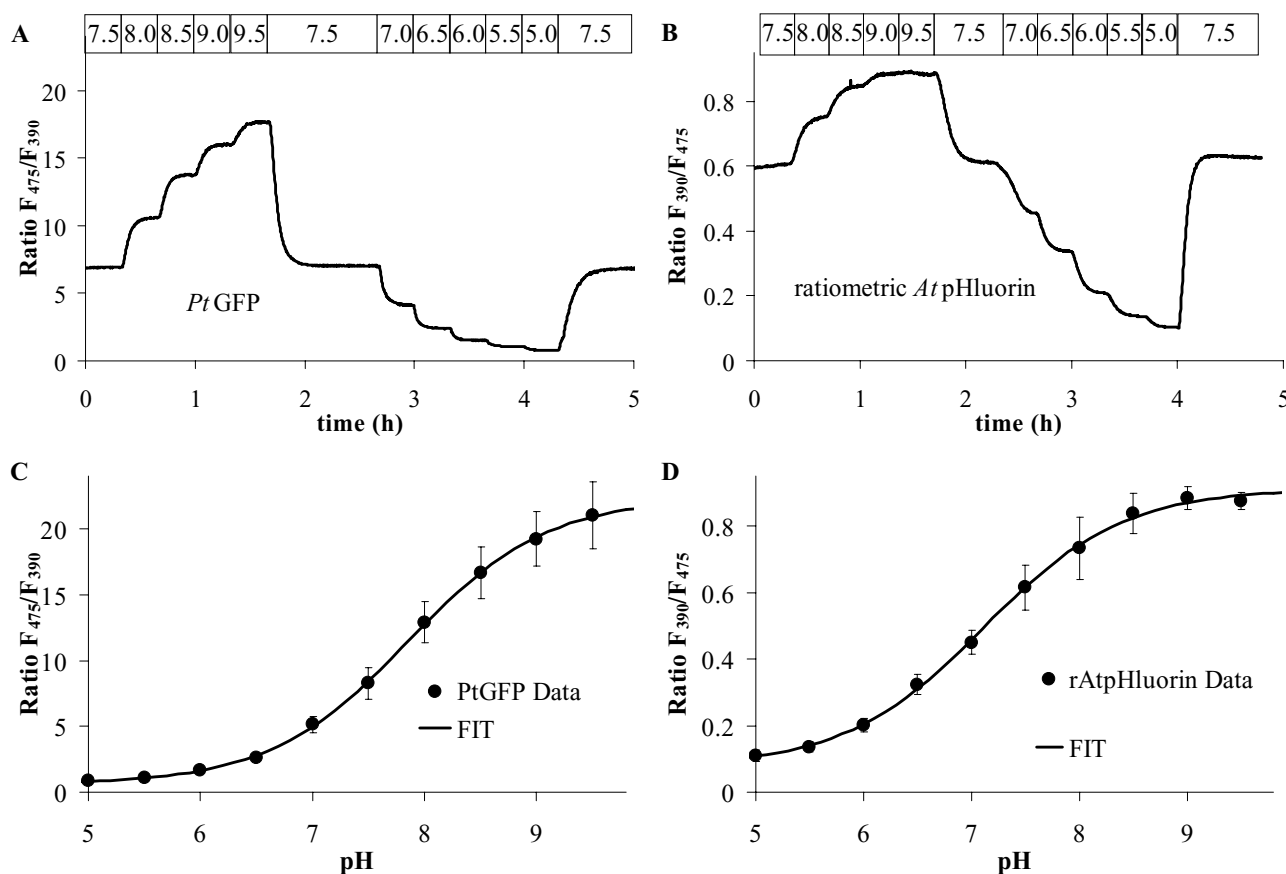 A
7.5 8.0 8.5 9.0 9.5 7.5 7.0 6.5 6.0 5.5 5.0 7.5
Ratio F475/F390
20
15
10
5
0
PtGFP
0 1 2 3 4 5
time (h)
B
7.5 8.0 8.5 9.0 9.5 7.5 7.0 6.5 6.0 5.5 5.0 7.5
Ratio F390/F475
0.8
0.6
0.4
0.2
0
ratiometric AtpHluorin
0 1 2 3 4 5
time (h)
C
Ratio F475/F390
20
15
10
5
0
PtGFP Data
FIT
5 6 7 8 9
pH
D
Ratio F390/F475
0.8
0.6
0.4
0.2
0
rAtpHluorin Data
FIT
5 6 7 8 9
pH